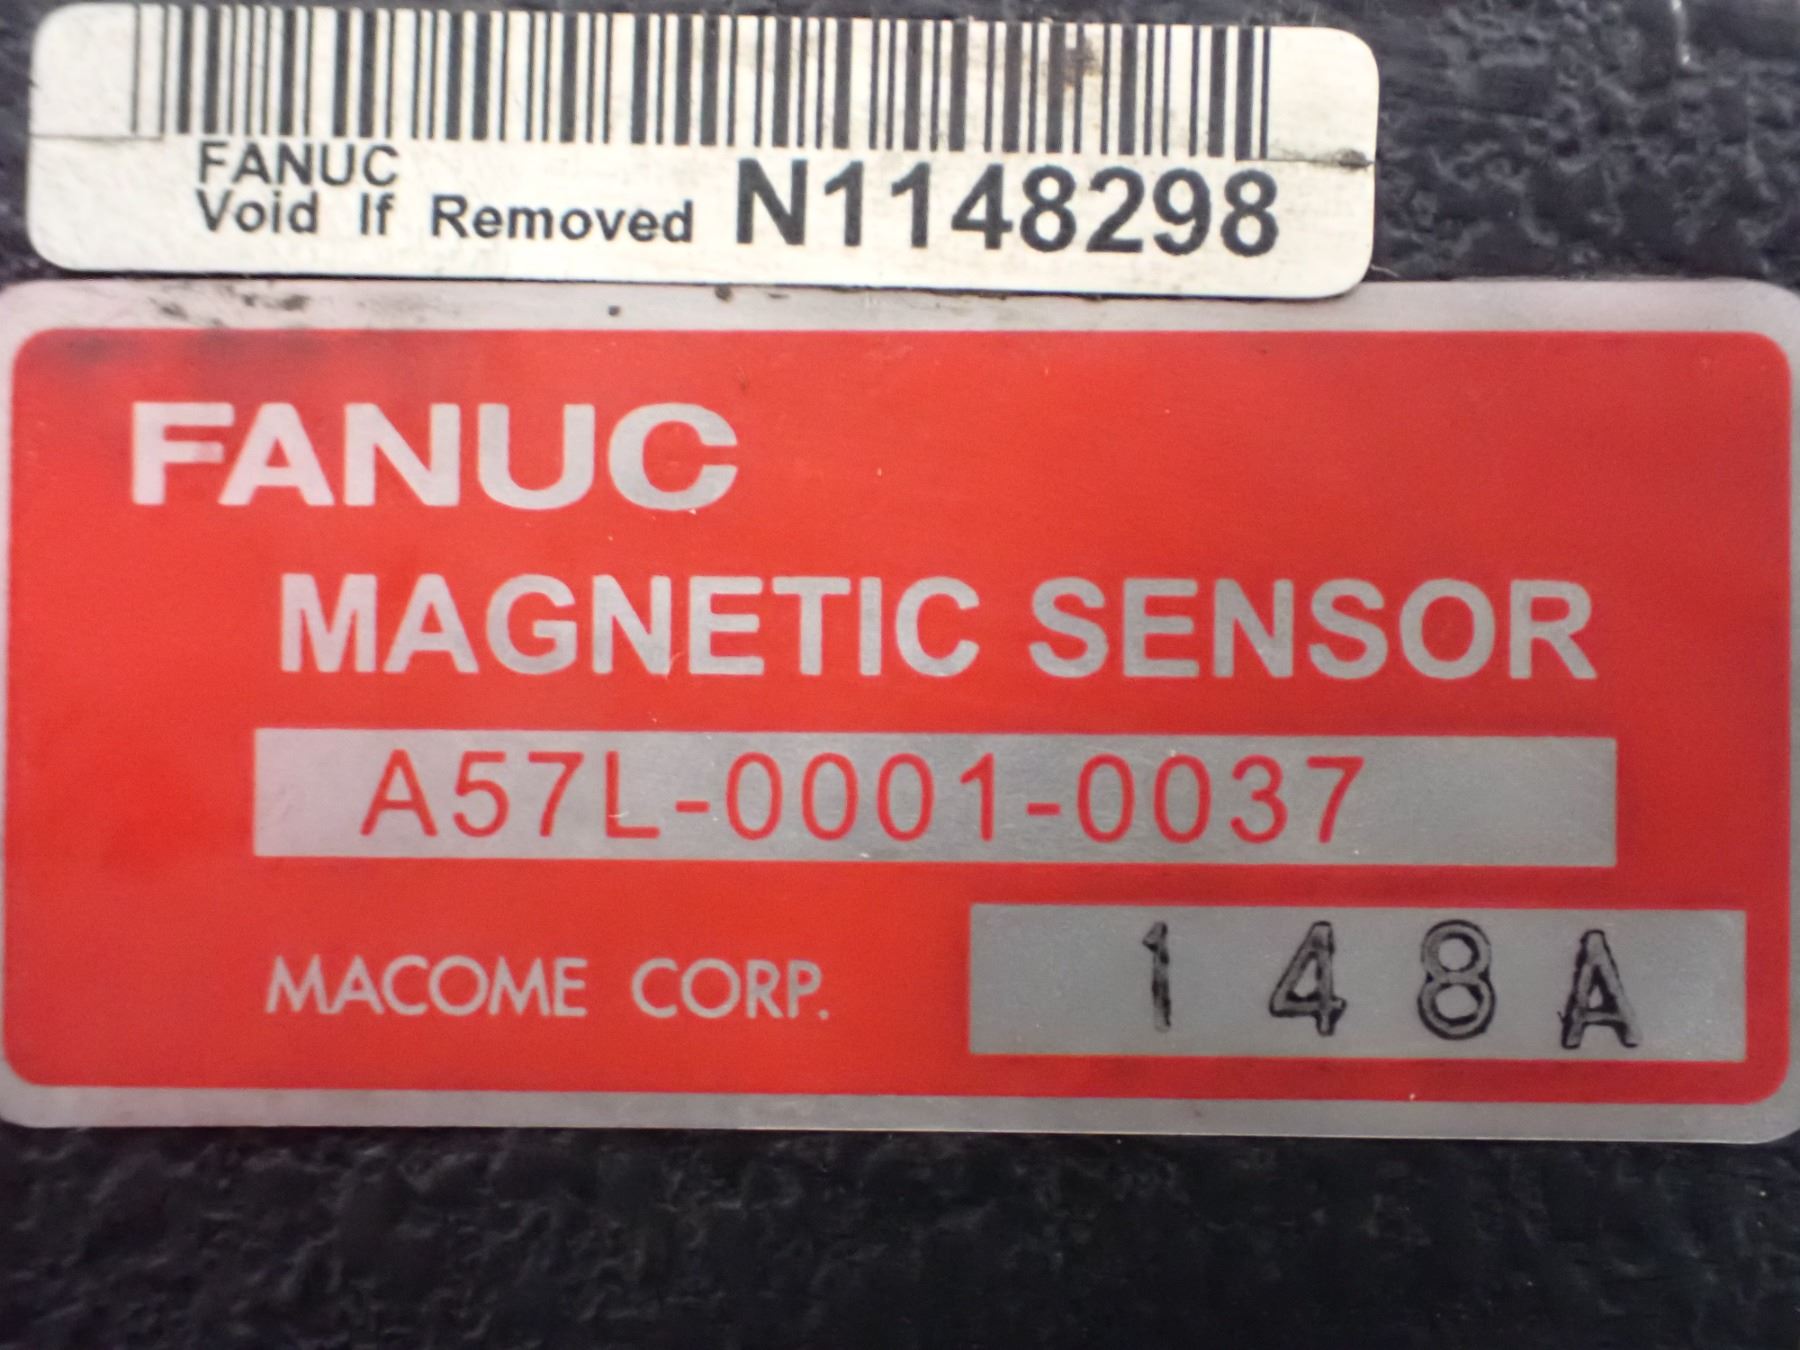 FANUC
Void If Removed N1148298
FANUC
MAGNETIC SENSOR
A57L-0001-0037
MACOME CORP. 148A